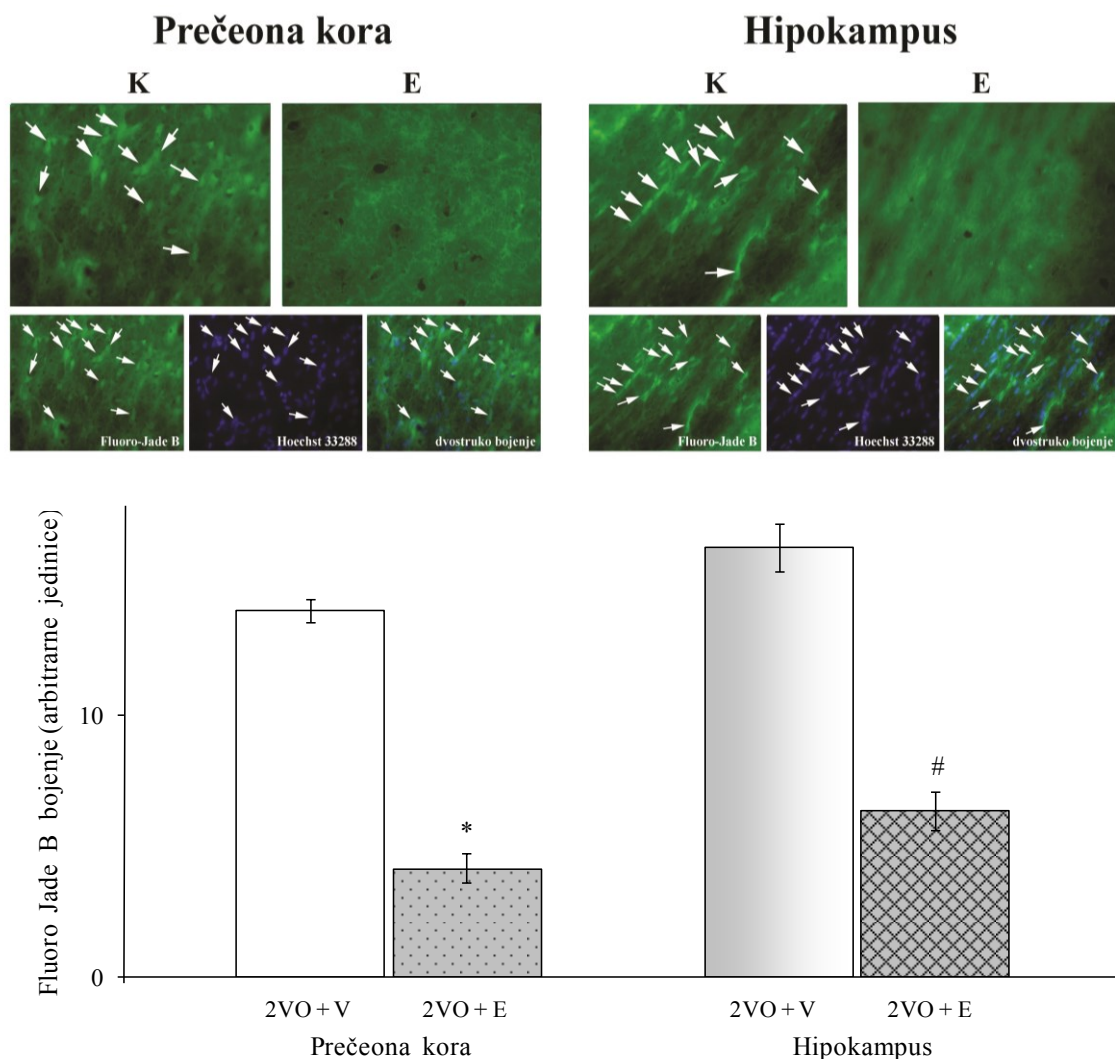 Prečeona kora
Hipokampus
K
E
K
E
Fluoro-Jade B
Hoechst 33288
dvostruko bojenje
Fluoro-Jade B
Hoechst 33288
dvostruko bojenje
Fluoro Jade B bojenje (arbitrarne jedinice)
10
0
*
#
2VO + V
2VO + E
2VO + V
2VO + E
Prečeona kora
Hipokampus